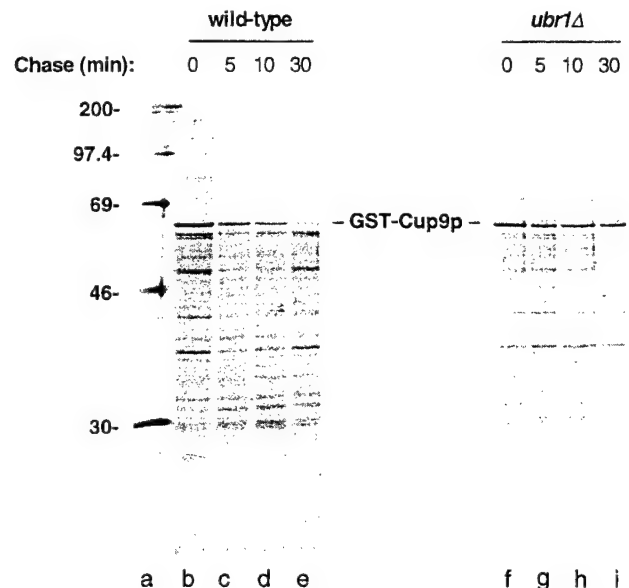 wild-type ubr1Δ
Chase (min): 0 5 10 30 0 5 10 30
200-
97.4-
69-
- GST-Cup9p -
46-
30-
a b c d e f g h i